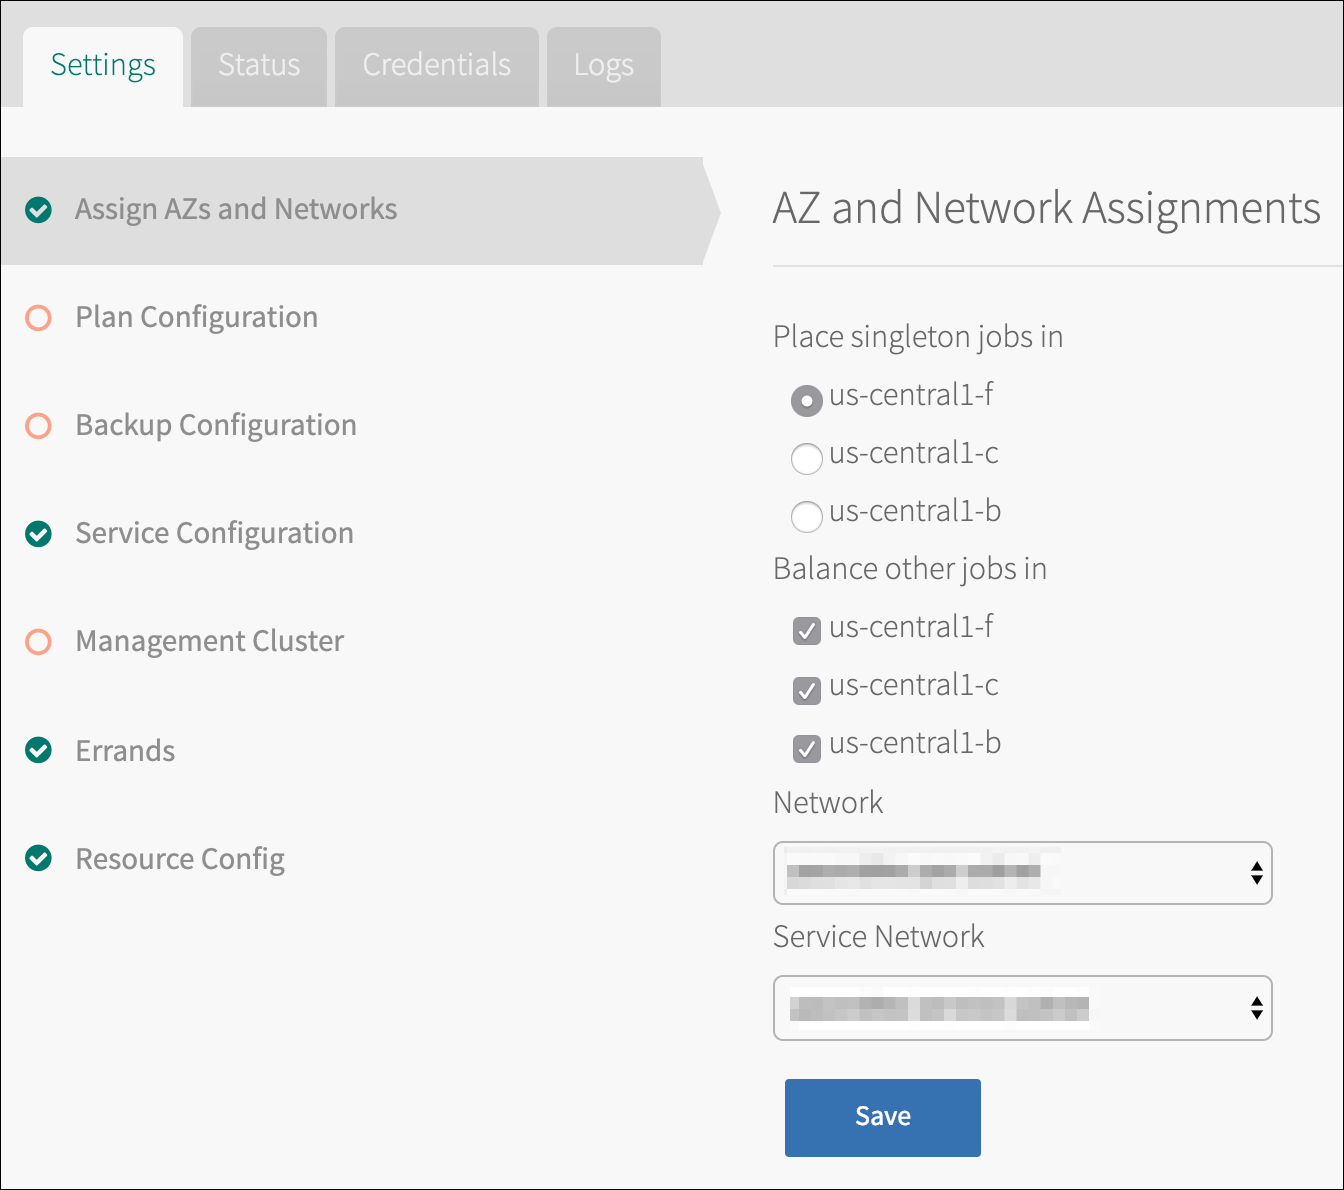 Settings Status Credentials Logs
Assign AZs and Networks
Plan Configuration
Backup Configuration
Service Configuration
Management Cluster
Errands
Resource Config
AZ and Network Assignments
Place singleton jobs in
us-central1-f
us-central1-c
us-central1-b
Balance other jobs in
us-central1-f
us-central1-c
us-central1-b
Network
Service Network
Save